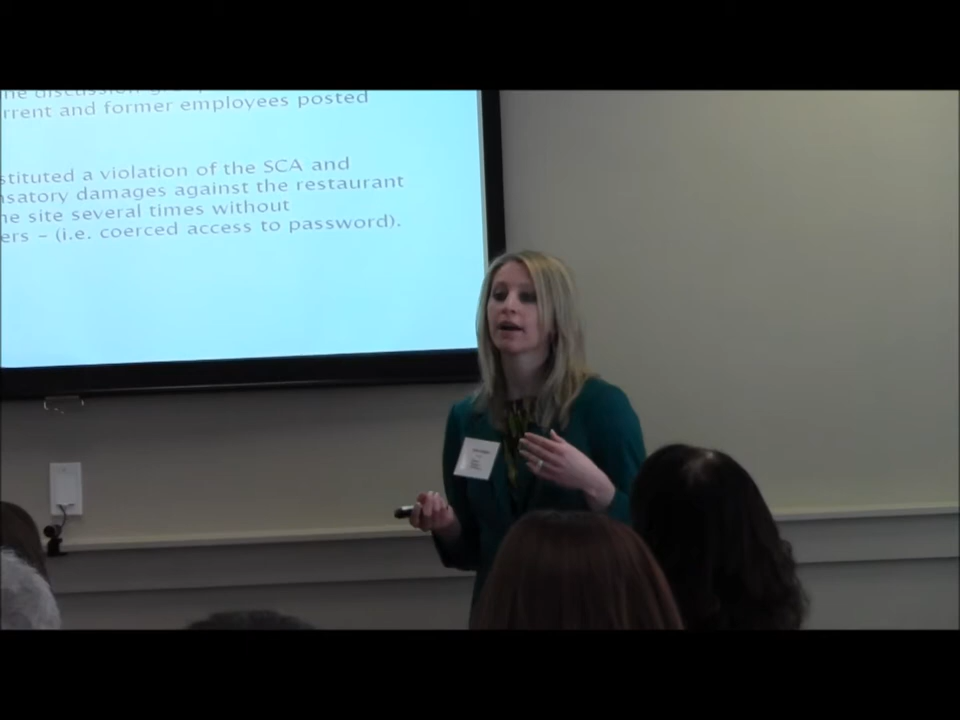 rrent and former employees posted
stituted a violation of the SCA and
nsatory damages against the restaurant
he site several times without
ers – (i.e. coerced access to password).